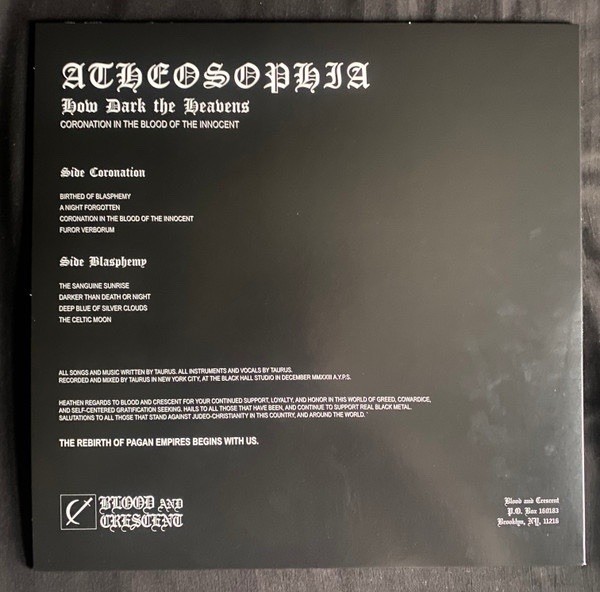 ATHEOSOPHIA
How Dark the Heavens
CORONATION IN THE BLOOD OF THE INNOCENT
Side Coronation
BIRTHED OF BLASPHEMY
A NIGHT FORGOTTEN
CORONATION IN THE BLOOD OF THE INNOCENT
FUROR VERBORUM
Side Blasphemy
THE SANGUINE SUNRISE
DARKER THAN DEATH OR NIGHT
DEEP BLUE OF SILVER CLOUDS
THE CELTIC MOON
ALL SONGS AND MUSIC WRITTEN BY TAURUS. ALL INSTRUMENTS AND VOCALS BY TAURUS.
RECORDED AND MIXED BY TAURUS IN NEW YORK CITY, AT THE BLACK HALL STUDIO IN DECEMBER MMXXIII A.Y.P.S.
HEATHEN REGARDS TO BLOOD AND CRESCENT FOR YOUR CONTINUED SUPPORT, LOYALTY, AND HONOR IN THIS WORLD OF GREED, COWARDICE,
AND SELF-CENTERED GRATIFICATION SEEKING. HAILS TO ALL THOSE THAT HAVE BEEN, AND CONTINUE TO SUPPORT REAL BLACK METAL.
SALUTATIONS TO ALL THOSE THAT STAND AGAINST JUDEO-CHRISTIANITY IN THIS COUNTRY, AND AROUND THE WORLD.
THE REBIRTH OF PAGAN EMPIRES BEGINS WITH US.
BLOOD AND
CRESCENT
Blood and Crescent
P.O. Box 160183
Brooklyn, NY, 11216